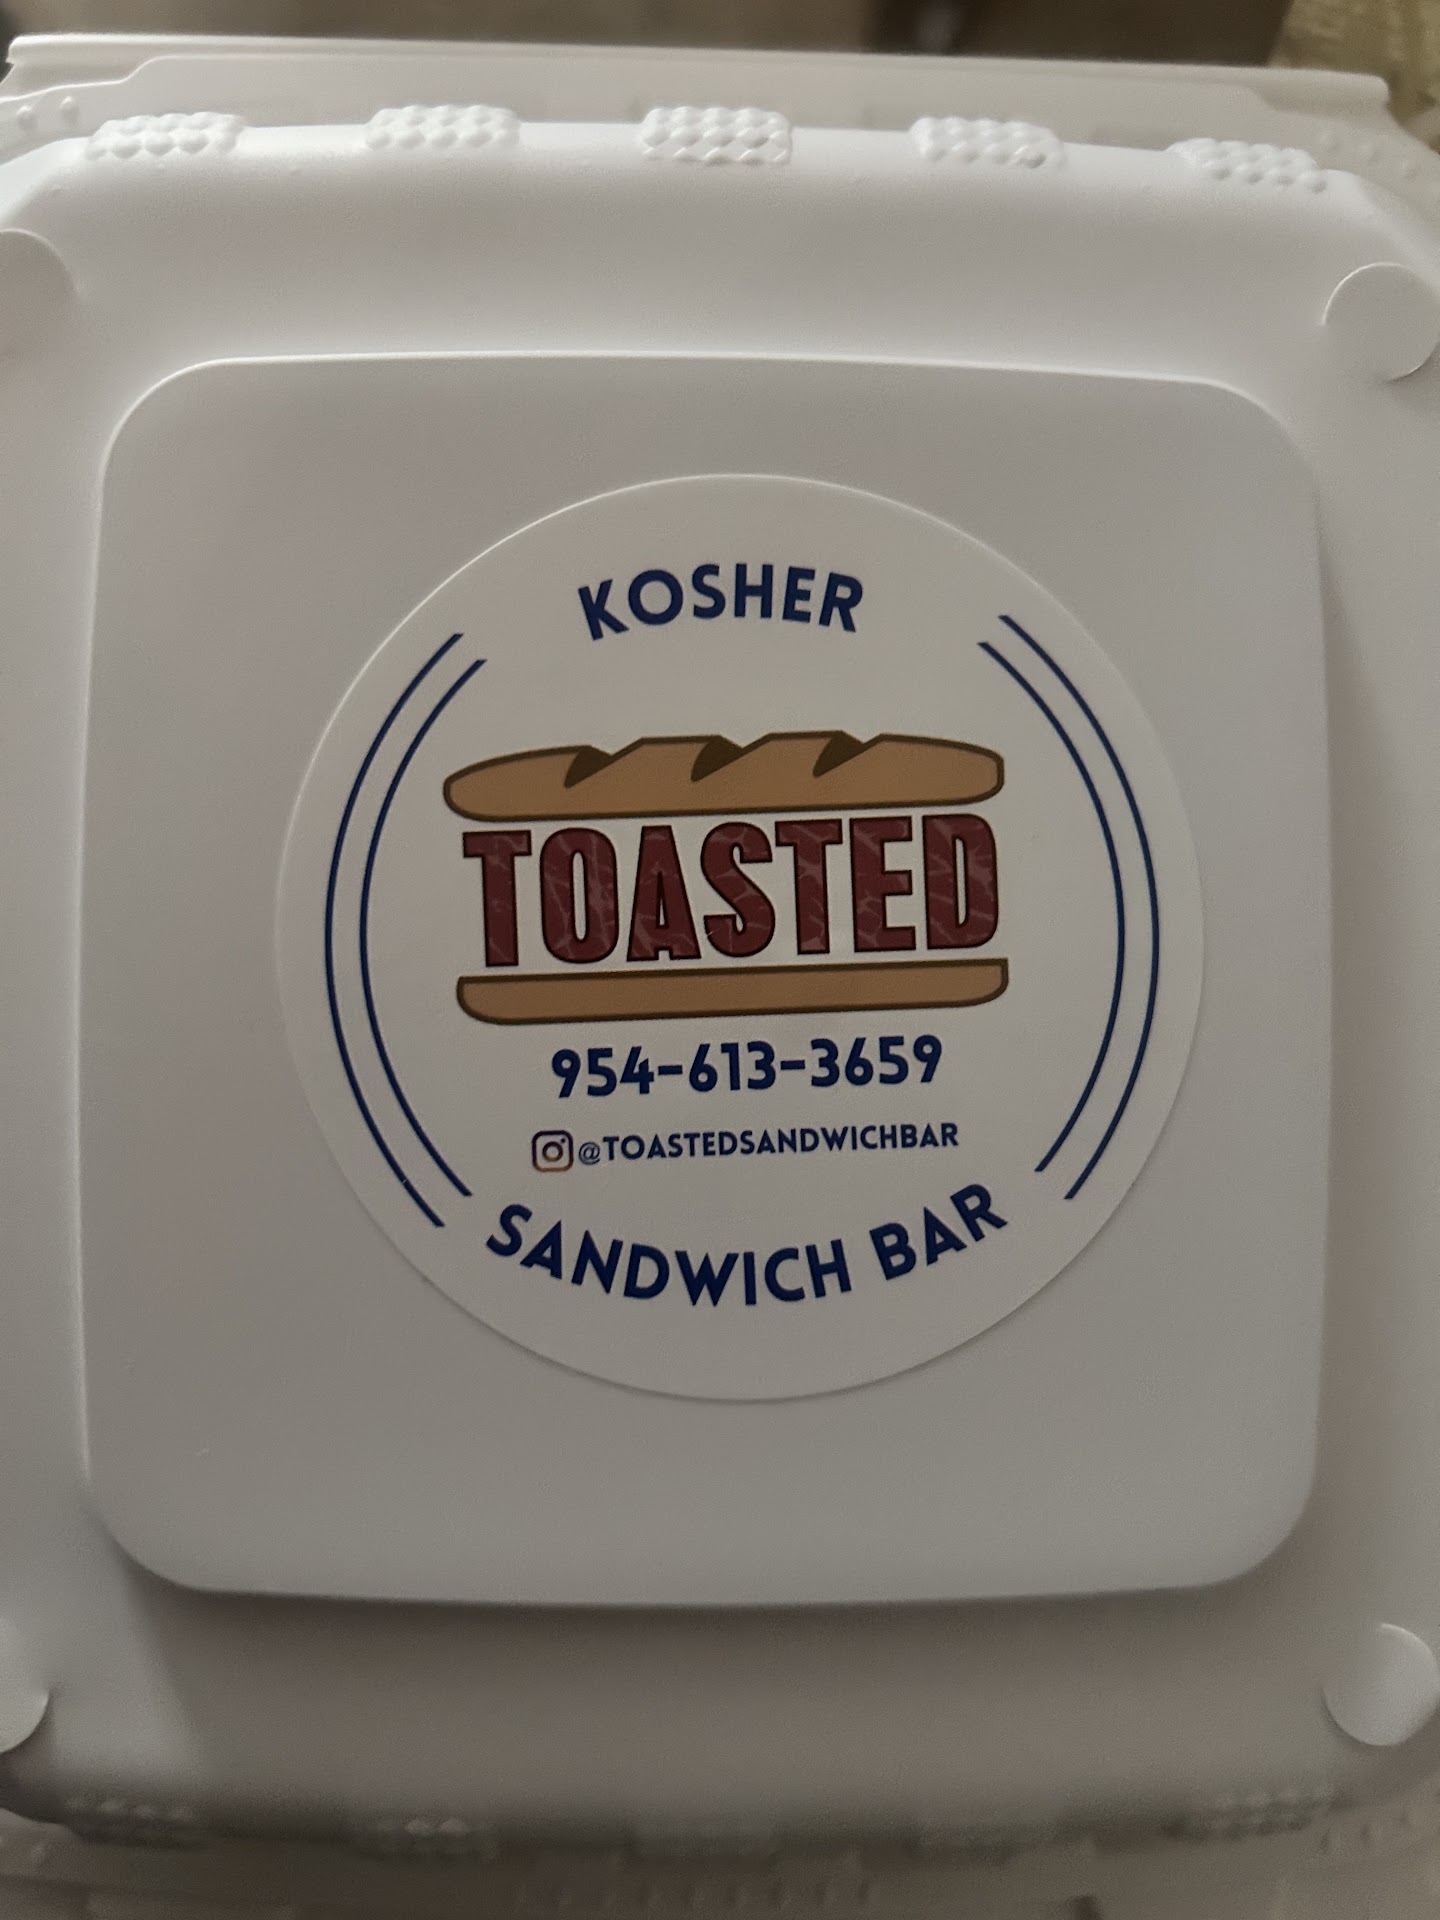 KOSHER
TOASTED
954-613-3659
@TOASTEDSANDWICHBAR
SANDWICH BAR